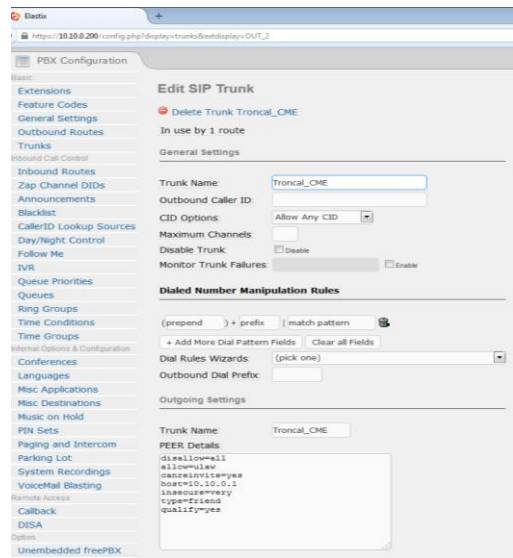 Elastix
https://10.10.0.200/config.php?display=trunks&extdisplay=OUT_2
PBX Configuration
Basic
Extensions
Feature Codes
General Settings
Outbound Routes
Trunks
Inbound Call Control
Inbound Routes
Zap Channel DIDs
Announcements
Blacklist
CallerID Lookup Sources
Day/Night Control
Follow Me
IVR
Queue Priorities
Queues
Ring Groups
Time Conditions
Time Groups
Internal Options & Configuration
Conferences
Languages
Misc Applications
Misc Destinations
Music on Hold
PIN Sets
Paging and Intercom
Parking Lot
System Recordings
VoiceMail Blasting
Remote Access
Callback
DISA
Option
Unembedded freePBX
Edit SIP Trunk
Delete Trunk Troncal_CME
In use by 1 route
General Settings
Trunk Name: Troncal_CME
Outbound Caller ID:
CID Options: Allow Any CID
Maximum Channels:
Disable Trunk: Disable
Monitor Trunk Failures: Enable
Dialed Number Manipulation Rules
(prepend ) + prefix | match pattern
+ Add More Dial Pattern Fields Clear all Fields
Dial Rules Wizards: (pick one)
Outbound Dial Prefix:
Outgoing Settings
Trunk Name: Troncal_CME
PEER Details:
disallow=all
allow=ulaw
canreinvite=yes
host=10.10.0.1
insecure=very
type=friend
qualify=yes